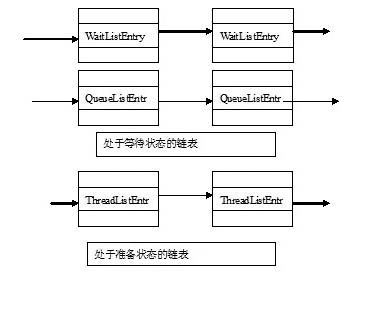 WaitListEntry WaitListEntry
QueueListEntr QueueListEntr
处于等待状态的链表
ThreadListEntr ThreadListEntr
处于准备状态的链表